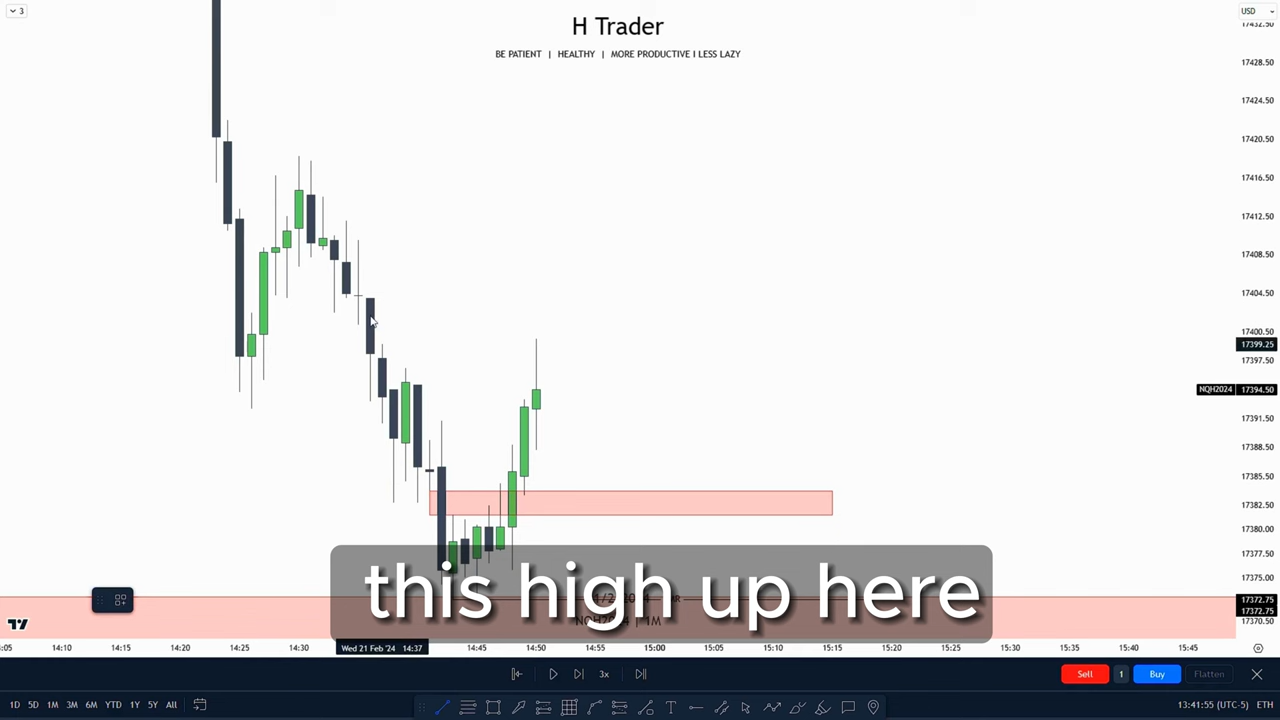 3
H Trader
BE PATIENT | HEALTHY | MORE PRODUCTIVE I LESS LAZY
USD
17432.50
17428.50
17424.50
17420.50
17416.50
17412.50
17408.50
17404.50
17400.50
17399.25
17397.50
NQH2024 17394.50
17391.50
17388.50
17385.50
17382.50
17380.00
17377.50
17375.00
17372.75
17372.75
17370.50
this high up here
NQH2024 | 1M
:05 14:10 14:15 14:20 14:25 14:30 Wed 21 Feb '24 14:37 14:45 14:50 15:00 15:05 15:10 15:15 15:20 15:25 15:30 15:35 15:40 15:45
3x Sell 1 Buy Flatten
1D 5D 1M 3M 6M YTD 1Y 5Y All T 13:41:55 (UTC-5) ETH